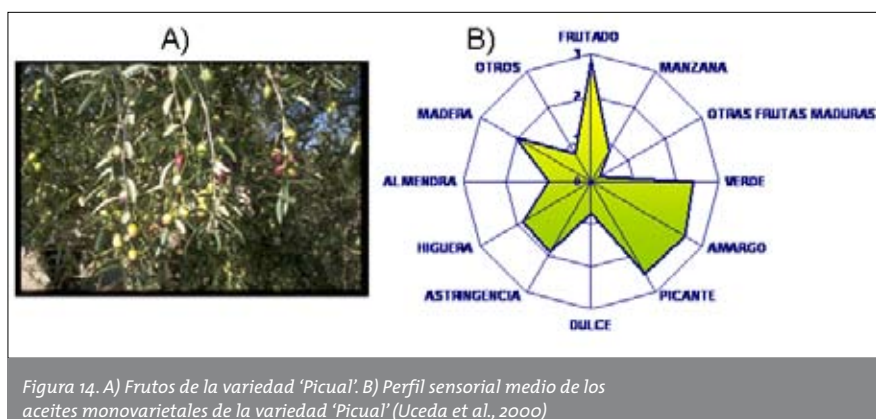 A)
B)
FRUTADO
3
MANZANA
2
OTRAS FRUTAS MADURAS
VERDE
AMARGO
PICANTE
DULCE
ASTRINGENCIA
HIGUERA
ALMENDRA
MADERA
OTROS
Figura 14. A) Frutos de la variedad ‘Picual’. B) Perfil sensorial medio de los
aceites monovarietales de la variedad ‘Picual’ (Uceda et al., 2000)